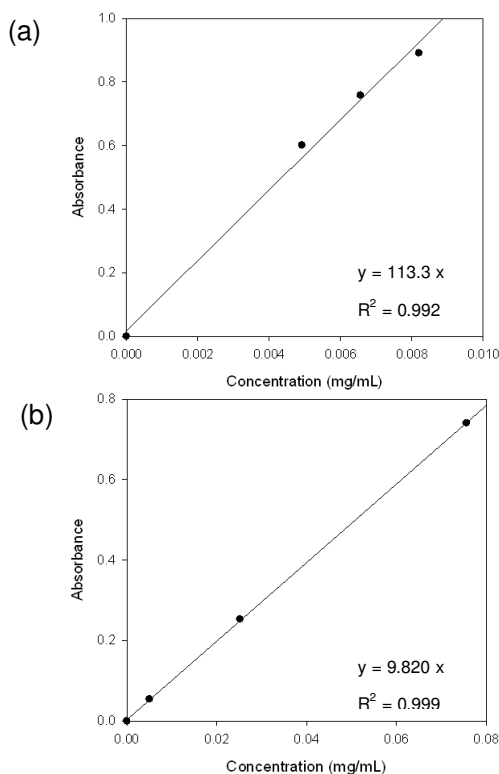 (a)
1.0
0.8
0.6
0.4
0.2
0.0
Absorbance
y = 113.3 x
R² = 0.992
0.000 0.002 0.004 0.006 0.008 0.010
Concentration (mg/mL)
(b)
0.8
0.6
0.4
0.2
0.0
Absorbance
y = 9.820 x
R² = 0.999
0.00 0.02 0.04 0.06 0.08
Concentration (mg/mL)